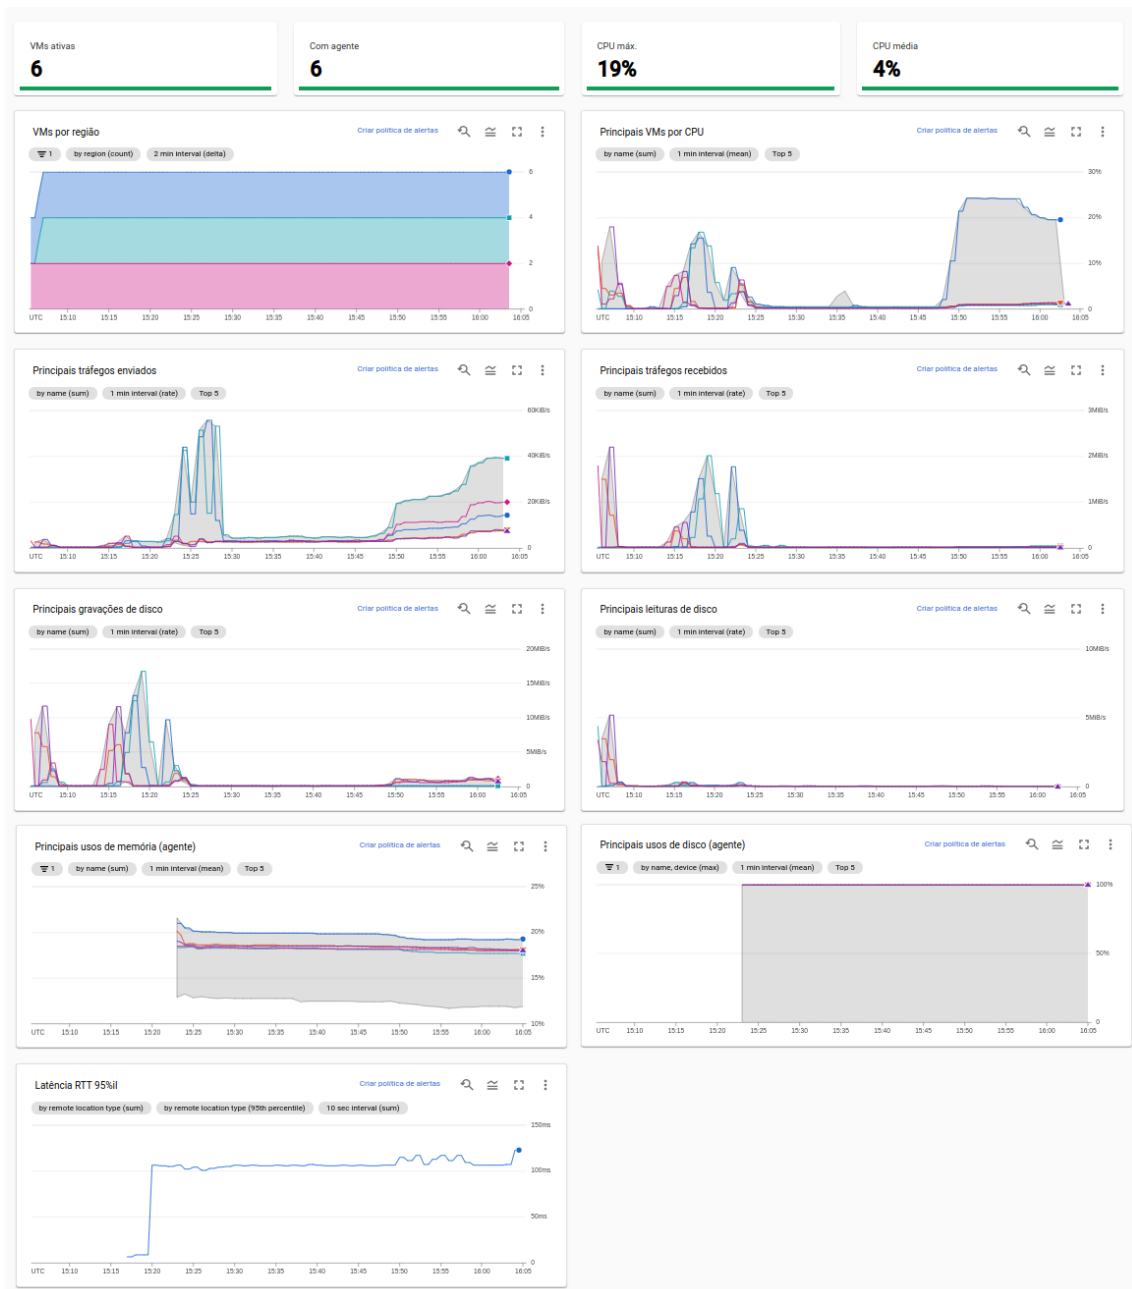 VMs ativas
6
Com agente
6
CPU máx.
19%
CPU média
4%
VMs por região
Criar política de alertas
1
by region (count)
2 min interval (delta)
6
4
2
0
UTC 15:10 15:15 15:20 15:25 15:30 15:35 15:40 15:45 15:50 15:55 16:00 16:05
Principais VMs por CPU
Criar política de alertas
by name (sum)
1 min interval (mean)
Top 5
30%
20%
10%
0
UTC 15:10 15:15 15:20 15:25 15:30 15:35 15:40 15:45 15:50 15:55 16:00 16:05
Principais tráfegos enviados
Criar política de alertas
by name (sum)
1 min interval (rate)
Top 5
60KiB/s
40KiB/s
20KiB/s
0
UTC 15:10 15:15 15:20 15:25 15:30 15:35 15:40 15:45 15:50 15:55 16:00 16:05
Principais tráfegos recebidos
Criar política de alertas
by name (sum)
1 min interval (rate)
Top 5
3MiB/s
2MiB/s
1MiB/s
0
UTC 15:10 15:15 15:20 15:25 15:30 15:35 15:40 15:45 15:50 15:55 16:00 16:05
Principais gravações de disco
Criar política de alertas
by name (sum)
1 min interval (rate)
Top 5
20MiB/s
15MiB/s
10MiB/s
5MiB/s
0
UTC 15:10 15:15 15:20 15:25 15:30 15:35 15:40 15:45 15:50 15:55 16:00 16:05
Principais leituras de disco
Criar política de alertas
by name (sum)
1 min interval (rate)
Top 5
10MiB/s
5MiB/s
0
UTC 15:10 15:15 15:20 15:25 15:30 15:35 15:40 15:45 15:50 15:55 16:00 16:05
Principais usos de memória (agente)
Criar política de alertas
1
by name (sum)
1 min interval (mean)
Top 5
25%
20%
15%
10%
UTC 15:10 15:15 15:20 15:25 15:30 15:35 15:40 15:45 15:50 15:55 16:00 16:05
Principais usos de disco (agente)
Criar política de alertas
1
by name, device (max)
1 min interval (mean)
Top 5
100%
50%
0
UTC 15:10 15:15 15:20 15:25 15:30 15:35 15:40 15:45 15:50 15:55 16:00 16:05
Latência RTT 95%il
Criar política de alertas
by remote location type (sum)
by remote location type (95th percentile)
10 sec interval (sum)
150ms
100ms
50ms
0
UTC 15:10 15:15 15:20 15:25 15:30 15:35 15:40 15:45 15:50 15:55 16:00 16:05